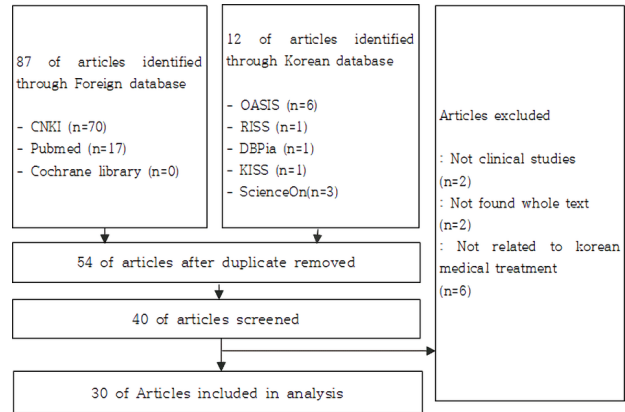 87 of articles identified
through Foreign database
- CNKI (n=70)
- Pubmed (n=17)
- Cochrane library (n=0)
12 of articles identified
through Korean database
- OASIS (n=6)
- RISS (n=1)
- DBPia (n=1)
- KISS (n=1)
- ScienceOn(n=3)
54 of articles after duplicate removed
40 of articles screened
30 of Articles included in analysis
Articles excluded
: Not clinical studies
(n=2)
: Not found whole text
(n=2)
: Not related to korean
medical treatment
(n=6)